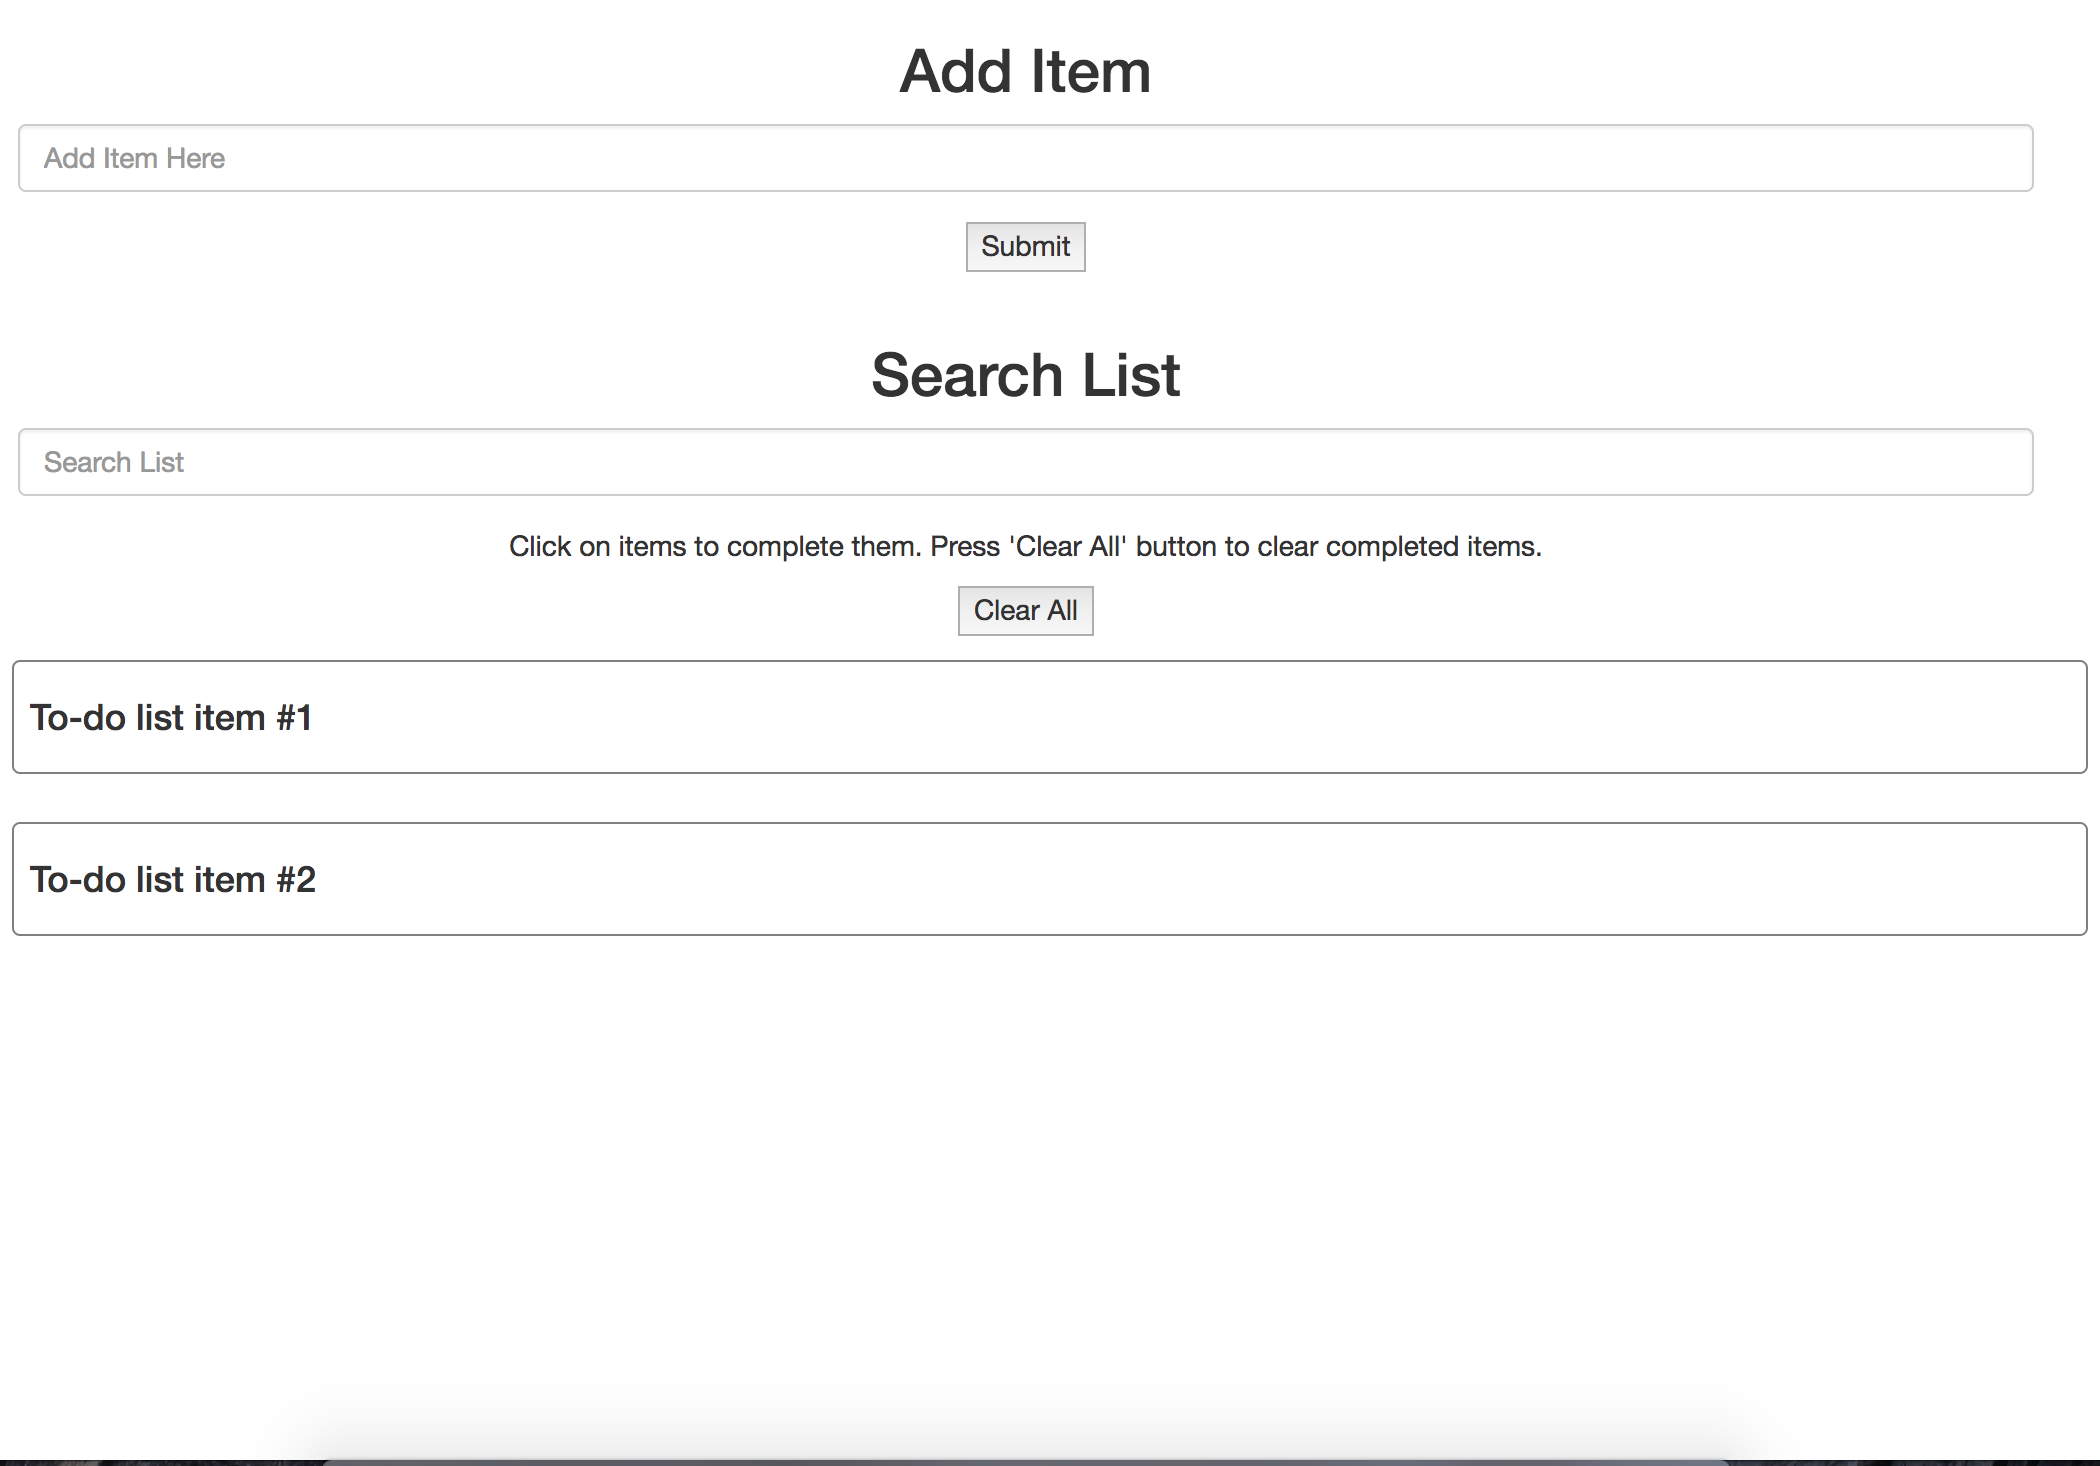 Add Item
Add Item Here
Submit
Search List
Search List
Click on items to complete them. Press 'Clear All' button to clear completed items.
Clear All
To-do list item #1
To-do list item #2